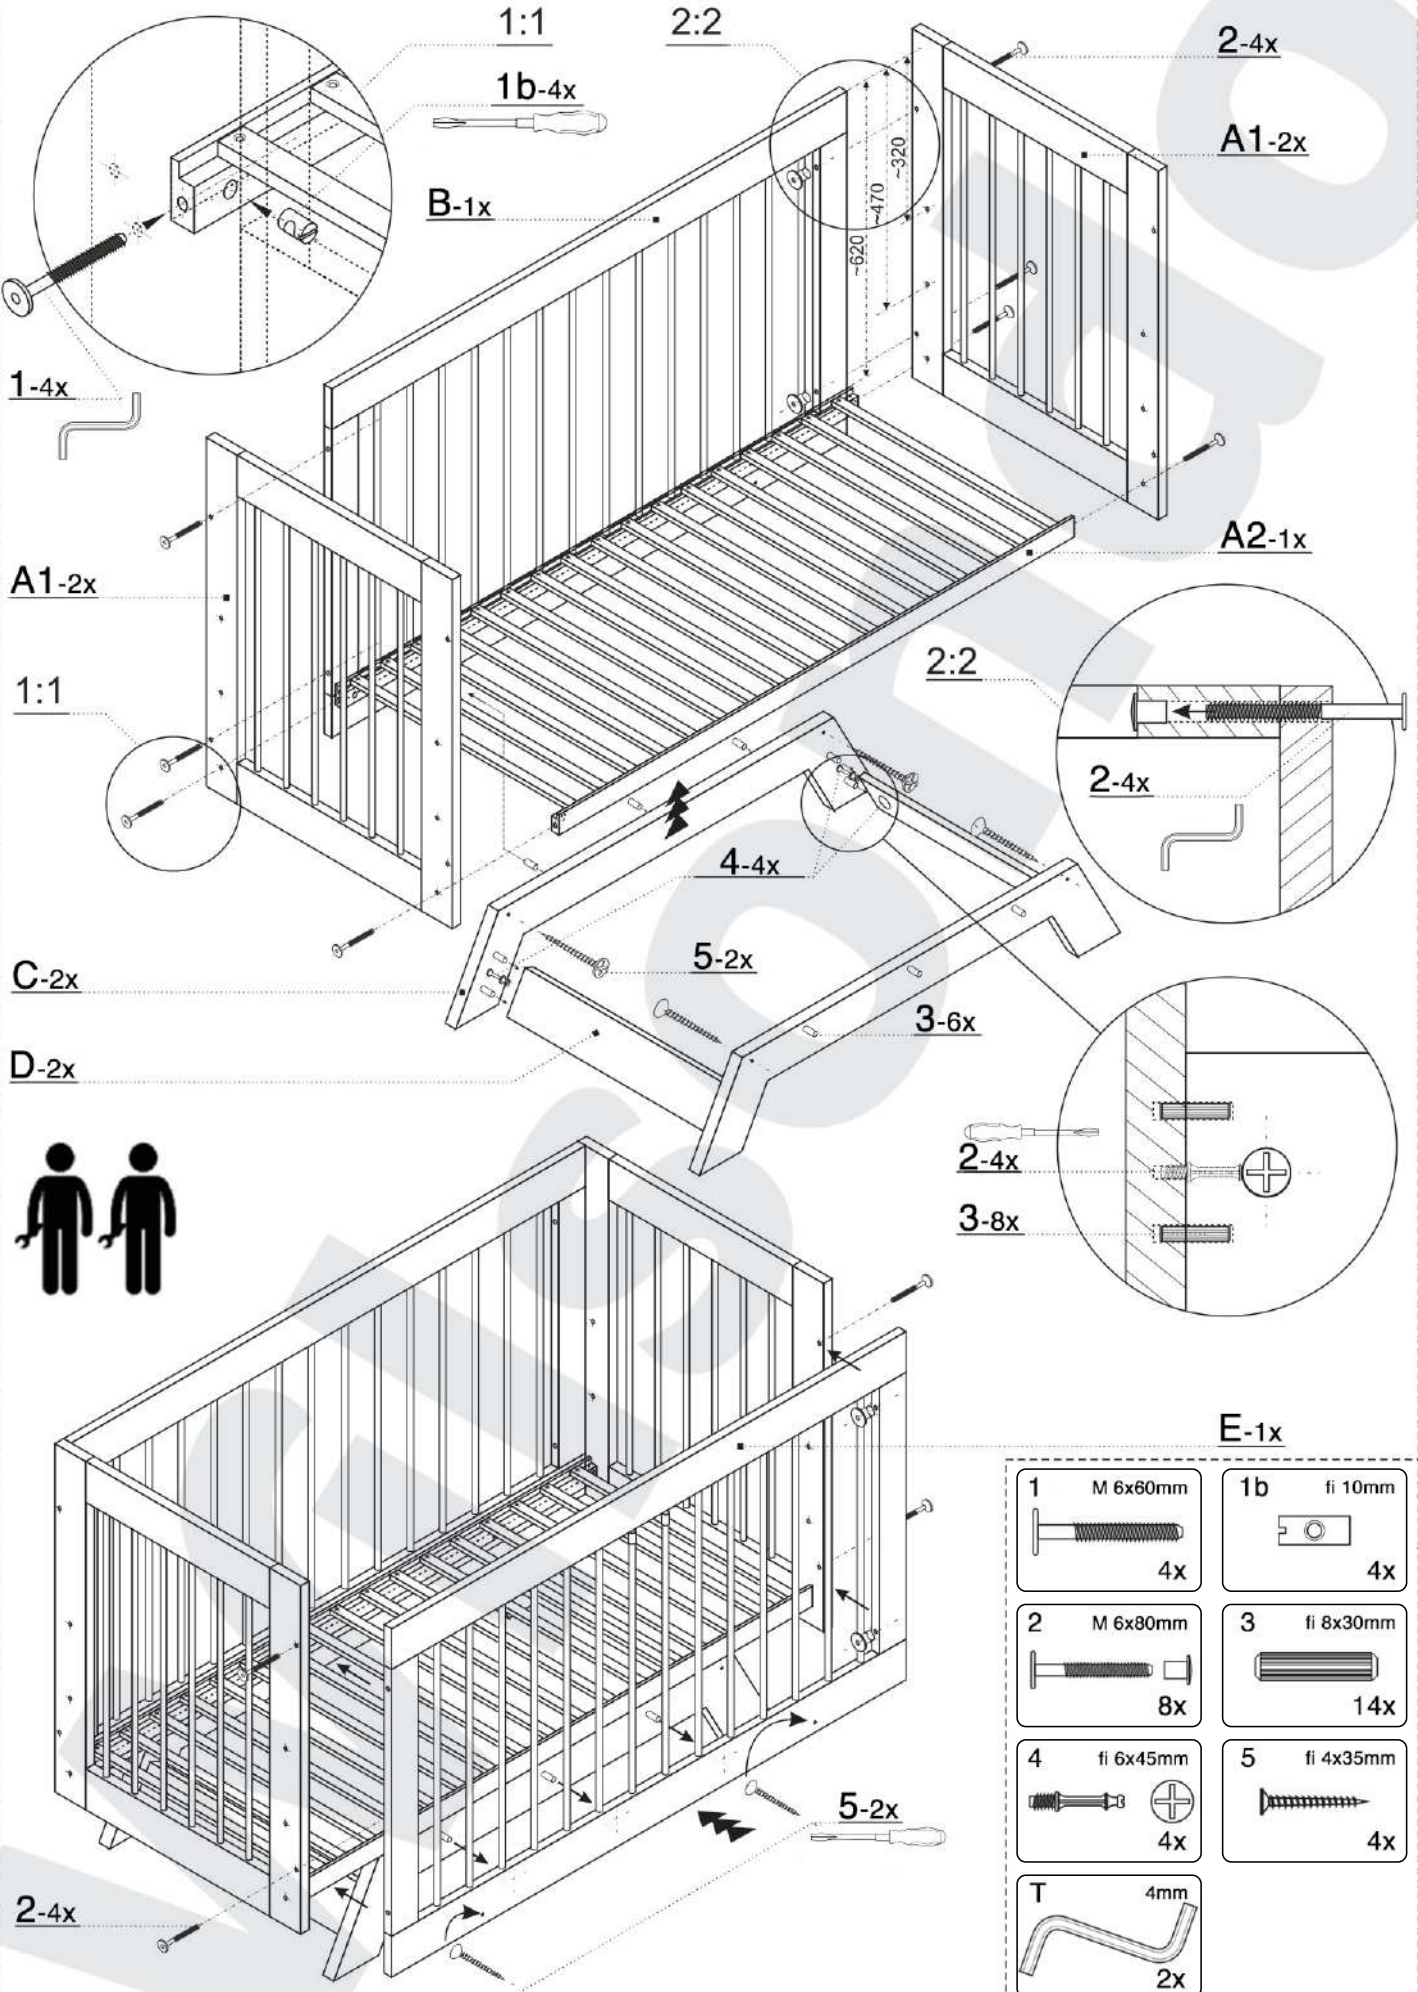 1:1
2:2
2-4x
1b-4x
A1-2x
B-1x
~320
~470
~620
1-4x
A2-1x
A1-2x
2:2
1:1
2-4x
4-4x
5-2x
C-2x
3-6x
D-2x
2-4x
3-8x
E-1x
1 M 6x60mm
4x
1b fi 10mm
4x
2 M 6x80mm
8x
3 fi 8x30mm
14x
4 fi 6x45mm
4x
5 fi 4x35mm
4x
5-2x
T 4mm
2x
2-4x